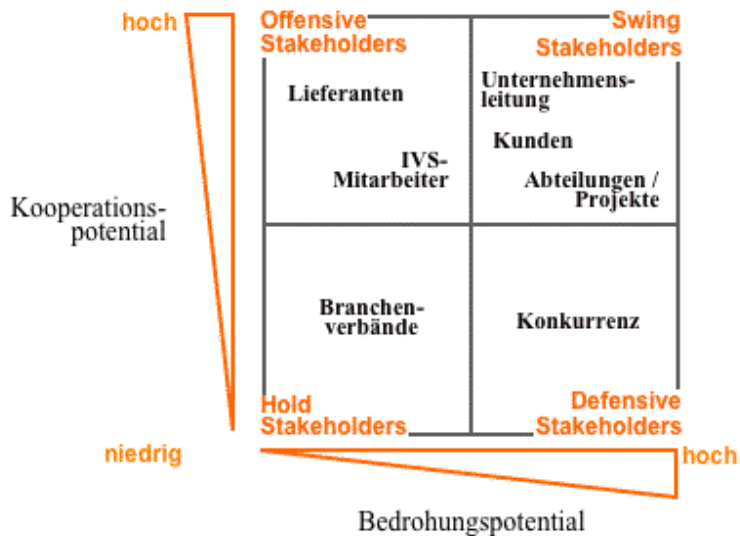 hoch
Offensive
Stakeholders
Swing
Stakeholders
Lieferanten
Unternehmens-
leitung
Kunden
IVS-
Mitarbeiter
Abteilungen /
Projekte
Kooperations-
potential
Branchen-
verbände
Konkurrenz
Hold
Stakeholders
Defensive
Stakeholders
niedrig
hoch
Bedrohungspotential